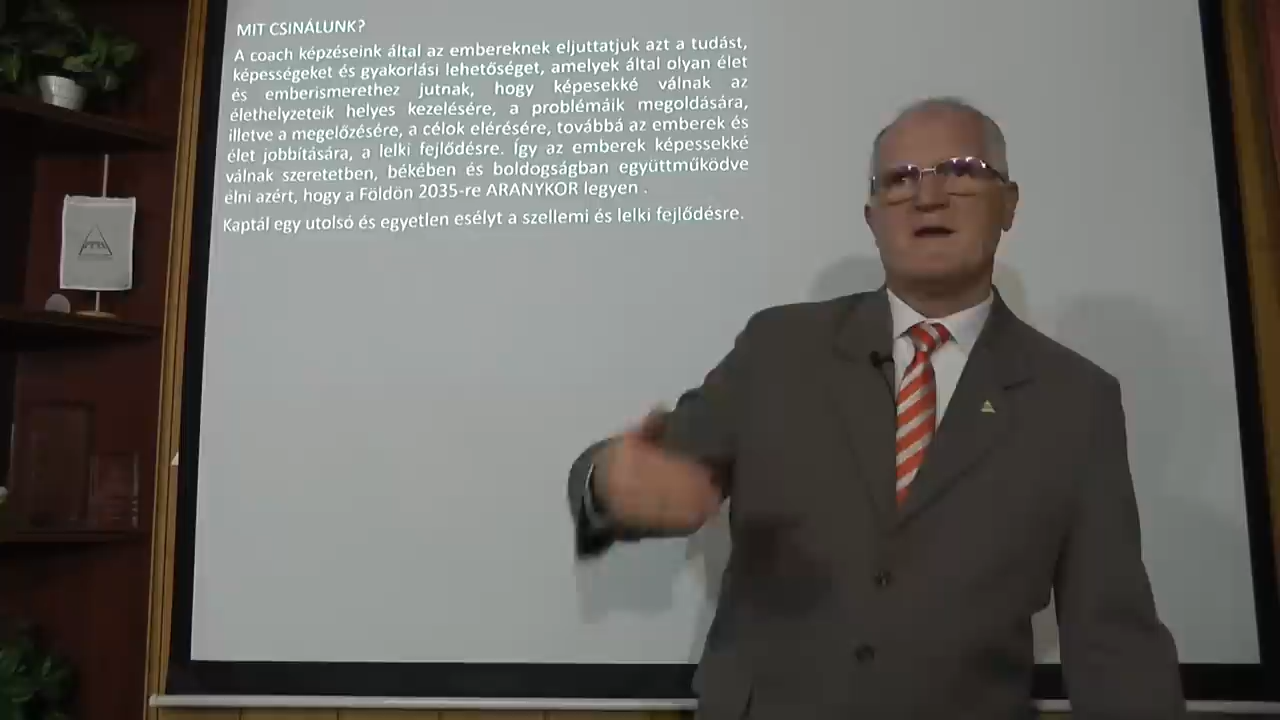 MIT CSINÁLUNK?
A coach képzéseink által az embereknek eljuttatjuk azt a tudást,
képességeket és gyakorlási lehetőséget, amelyek által olyan élet
és emberismerethez jutnak, hogy képesekké válnak az
élethelyzeteik helyes kezelésére, a problémáik megoldására,
illetve a megelőzésére, a célok elérésére, továbbá az emberek és
élet jobbítására, a lelki fejlődésre. Így az emberek képessekké
válnak szeretetben, békében és boldogságban együttműködve
élni azért, hogy a Földön 2035-re ARANYKOR legyen .
Kaptál egy utolsó és egyetlen esélyt a szellemi és lelki fejlődésre.